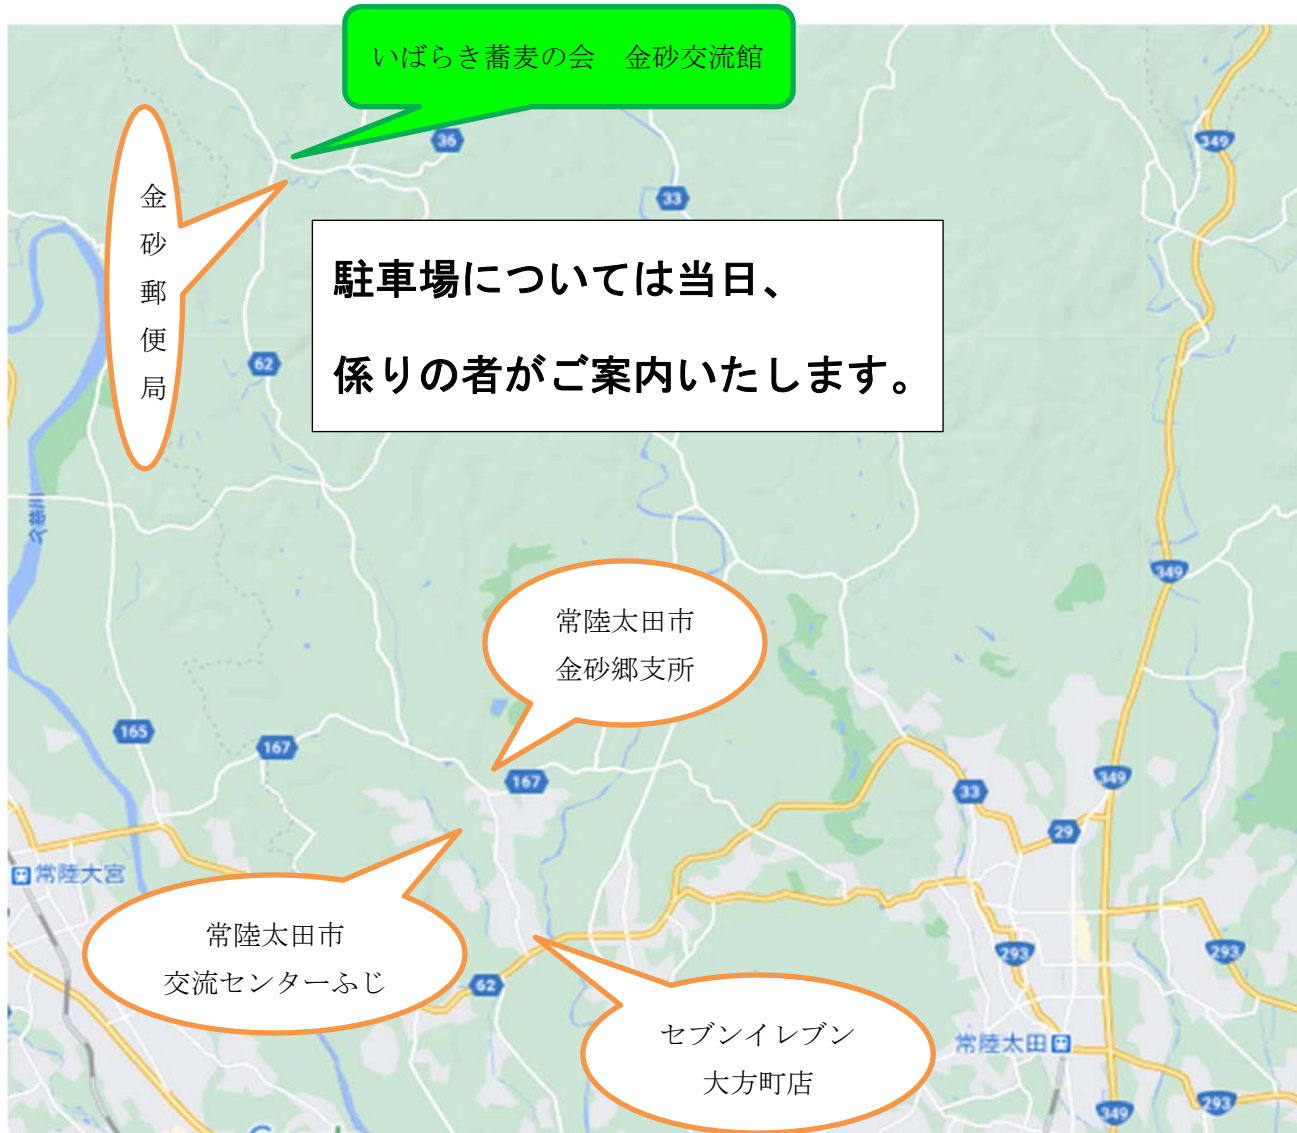 いばらき蕎麦の会　金砂交流館
36
349
33
金砂郵便局
駐車場については当日、
係りの者がご案内いたします。
62
久慈川
349
常陸太田市
金砂郷支所
165
167
167
349
33
29
常陸大宮
常陸太田市
交流センターふじ
293
293
62
セブンイレブン
大方町店
常陸太田
349
293